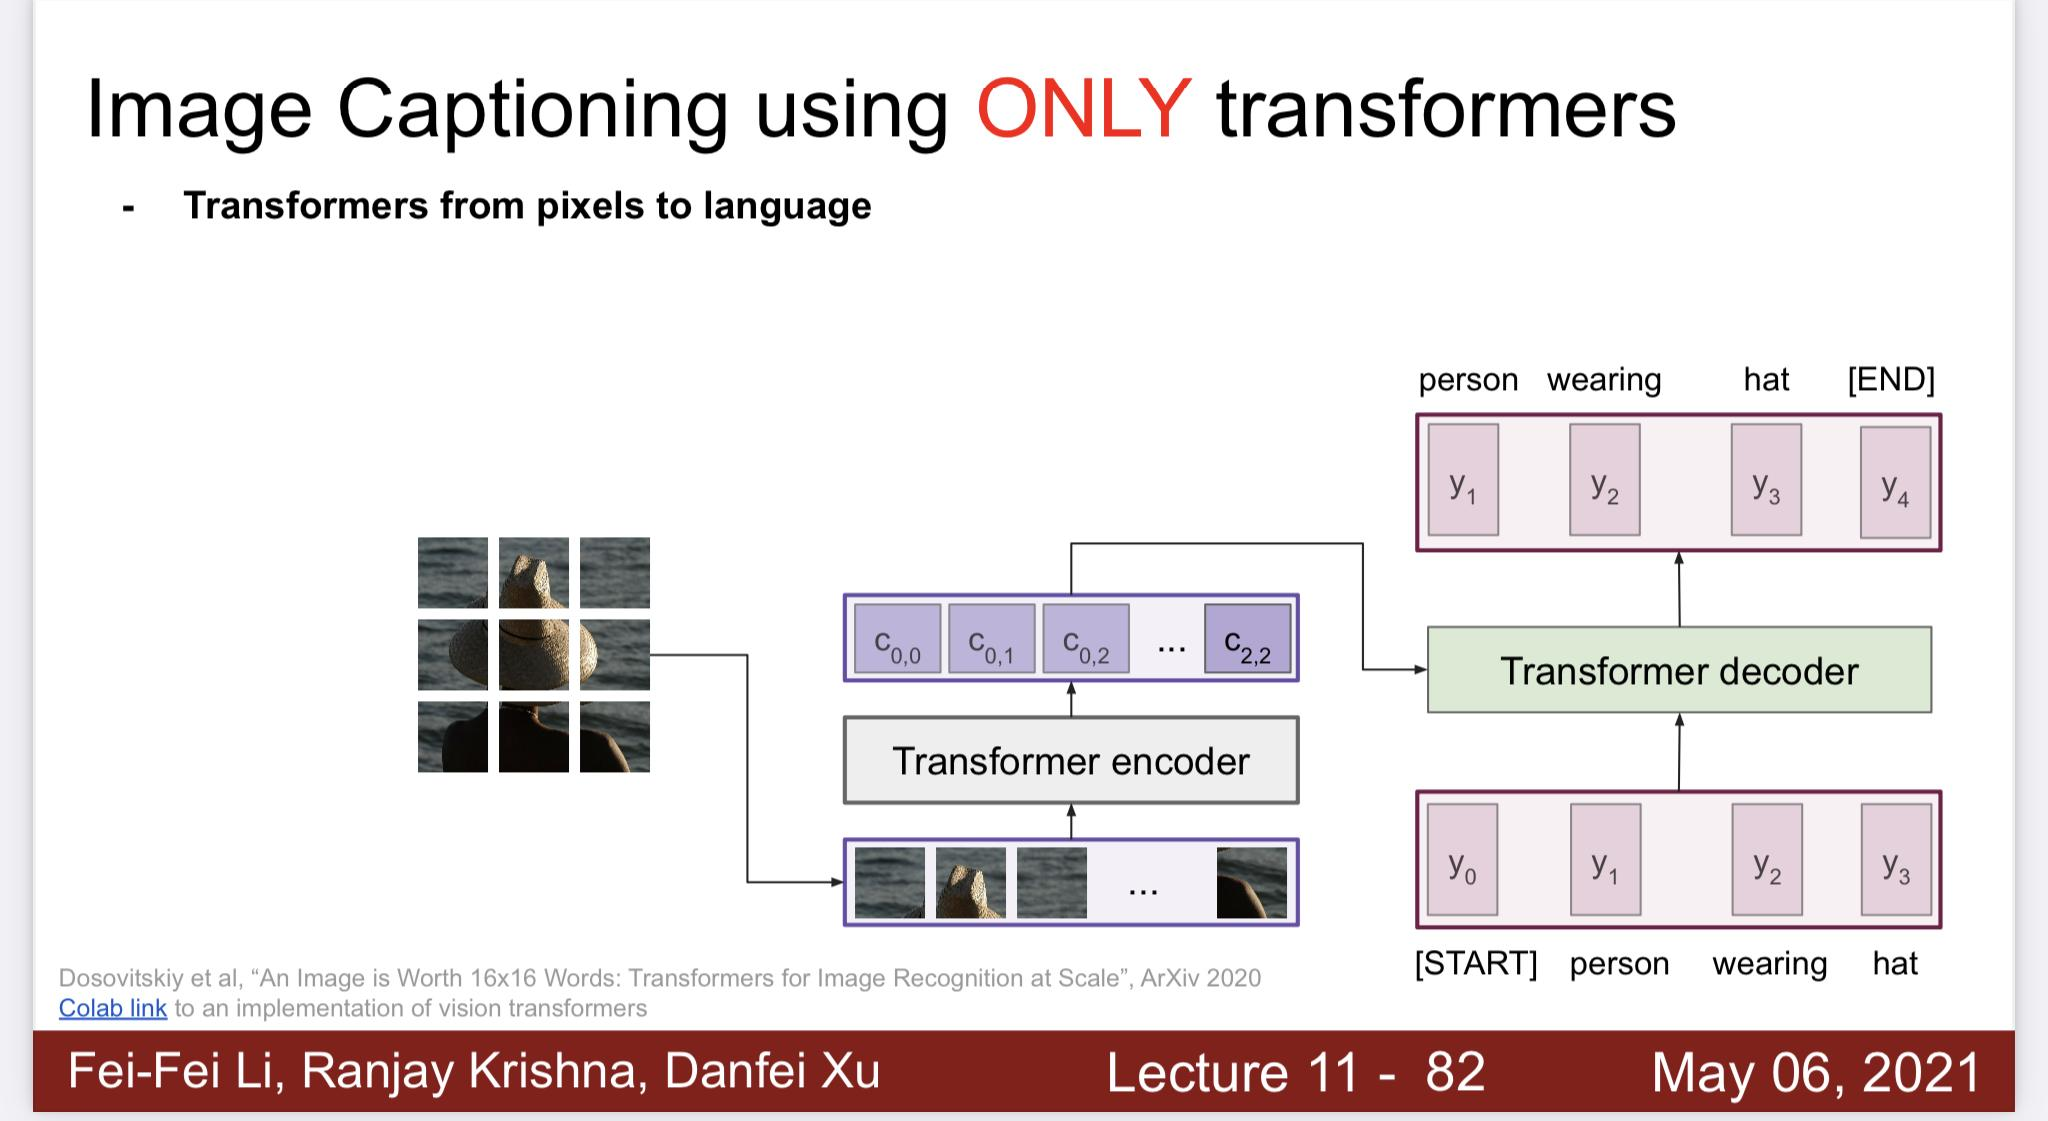 Image Captioning using ONLY transformers
- Transformers from pixels to language
person wearing hat [END]
y1 y2 y3 y4
c0,0 c0,1 c0,2 ... c2,2
Transformer decoder
Transformer encoder
...
y0 y1 y2 y3
[START] person wearing hat
Dosovitskiy et al, “An Image is Worth 16x16 Words: Transformers for Image Recognition at Scale”, ArXiv 2020
Colab link to an implementation of vision transformers
Fei-Fei Li, Ranjay Krishna, Danfei Xu Lecture 11 - 82 May 06, 2021